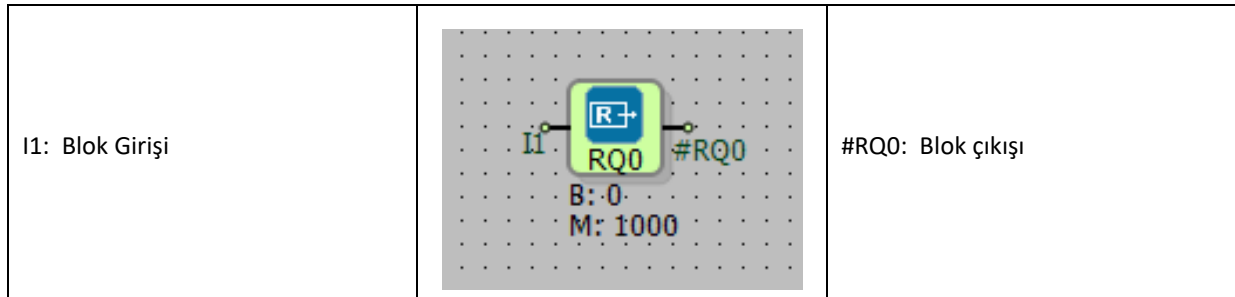 I1: Blok Girişi
R
I1
RQ0
#RQ0
B: 0
M: 1000
#RQ0: Blok çıkışı